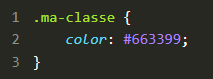 1 .ma-classe {
2     color: #663399;
3 }